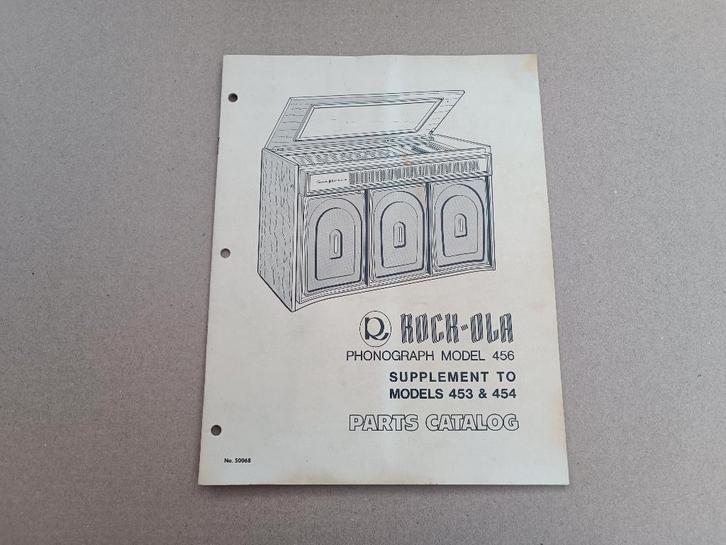 R
ROCK-OLA
PHONOGRAPH MODEL 456
SUPPLEMENT TO
MODELS 453 & 454
PARTS CATALOG
No. 50068